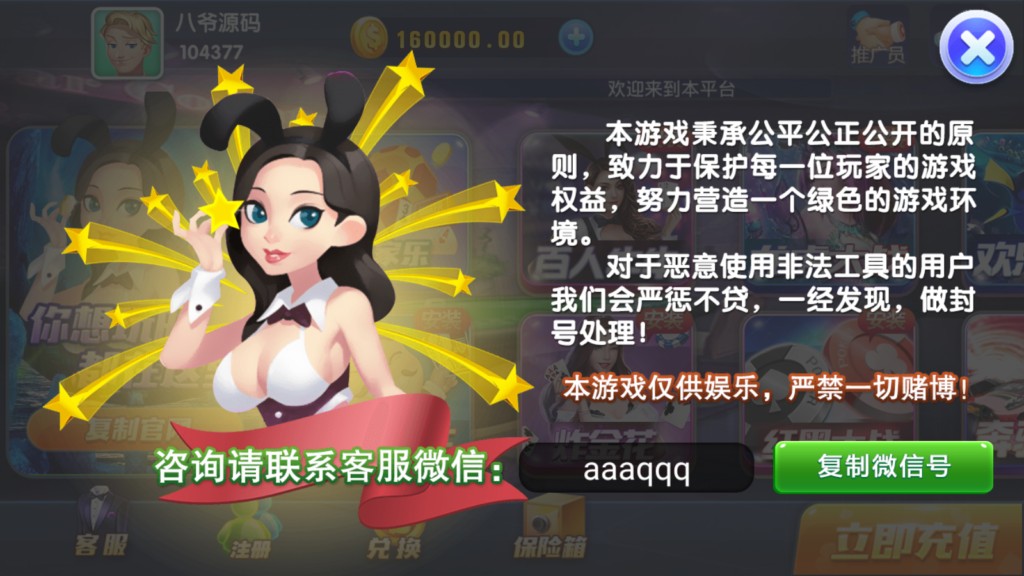 八爷源码
104377
160000.00
推广员
欢迎来到本平台
本游戏秉承公平公正公开的原
则，致力于保护每一位玩家的游戏
权益，努力营造一个绿色的游戏环
境。
对于恶意使用非法工具的用户
我们会严惩不贷，一经发现，做封
号处理！
本游戏仅供娱乐，严禁一切赌博！
咨询请联系客服微信：
aaaqqq
复制微信号
炸金花
客服
注册
兑换
保险箱
立即充值